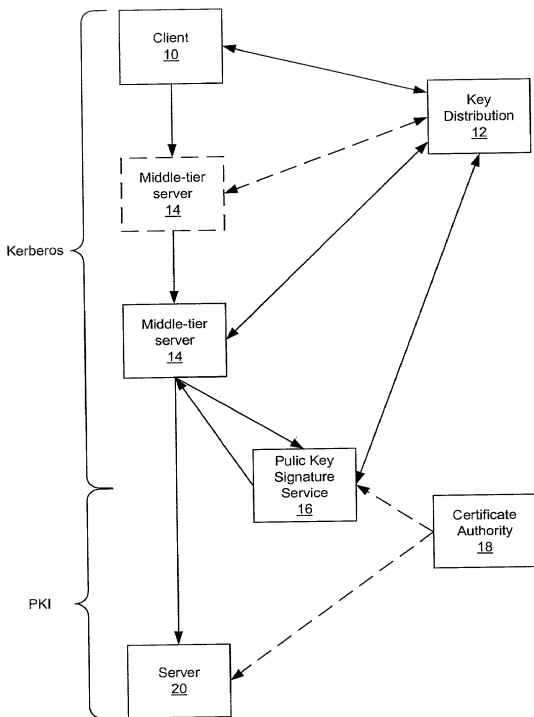 Client
10
Key
Distribution
12
Middle-tier
server
14
Kerberos
Middle-tier
server
14
Pulic Key
Signature
Service
16
Certificate
Authority
18
PKI
Server
20